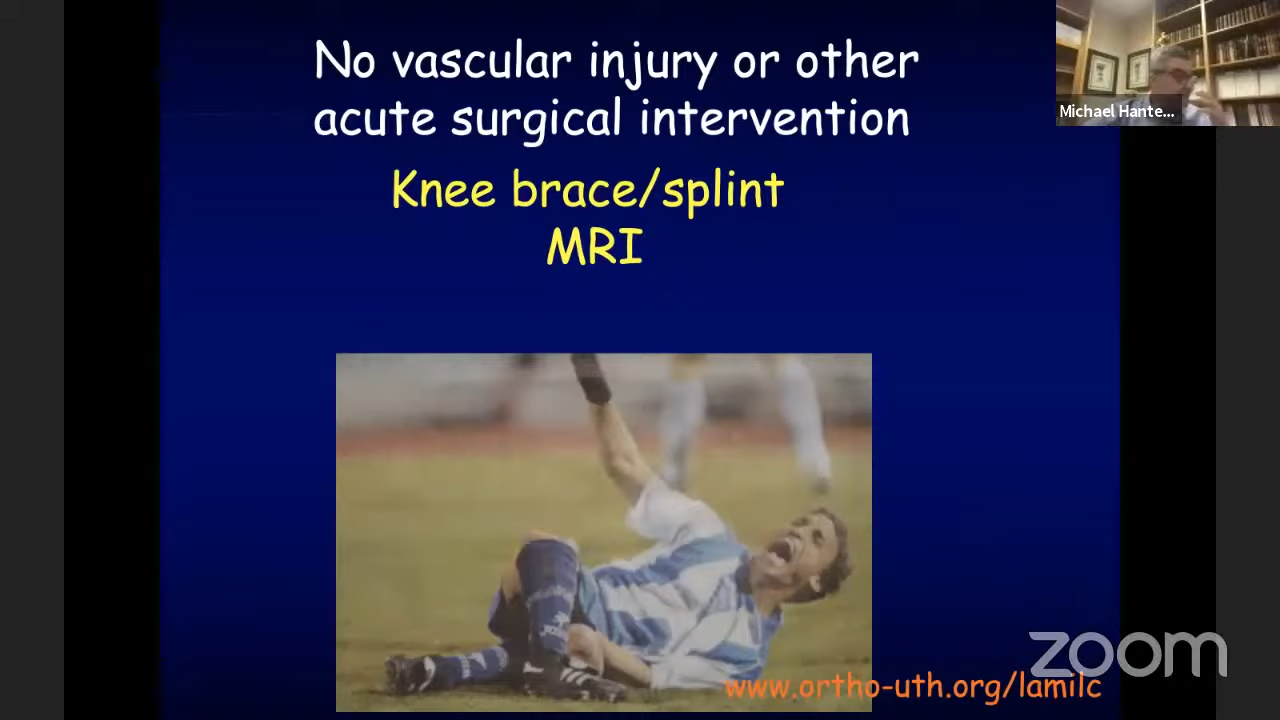 No vascular injury or other
acute surgical intervention
Knee brace/splint
MRI
Michael Hante...
zoom
www.ortho-uth.org/lamilc